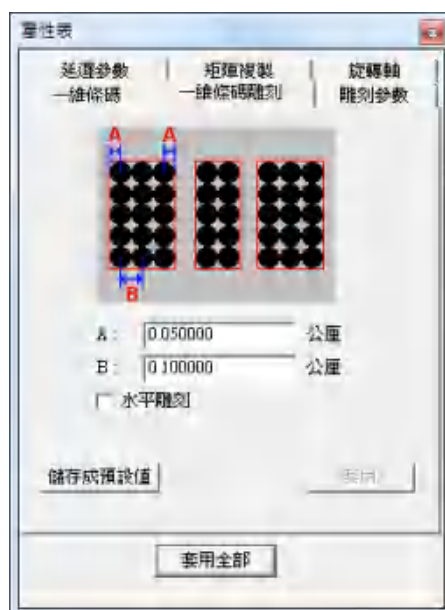 屬性表
延遲參數 矩陣複製 旋轉軸
一維條碼 一維條碼雕刻 雕刻參數
A A
B
A: 0.050000 公厘
B: 0.100000 公厘
水平雕刻
儲存成預設值 套用
套用全部